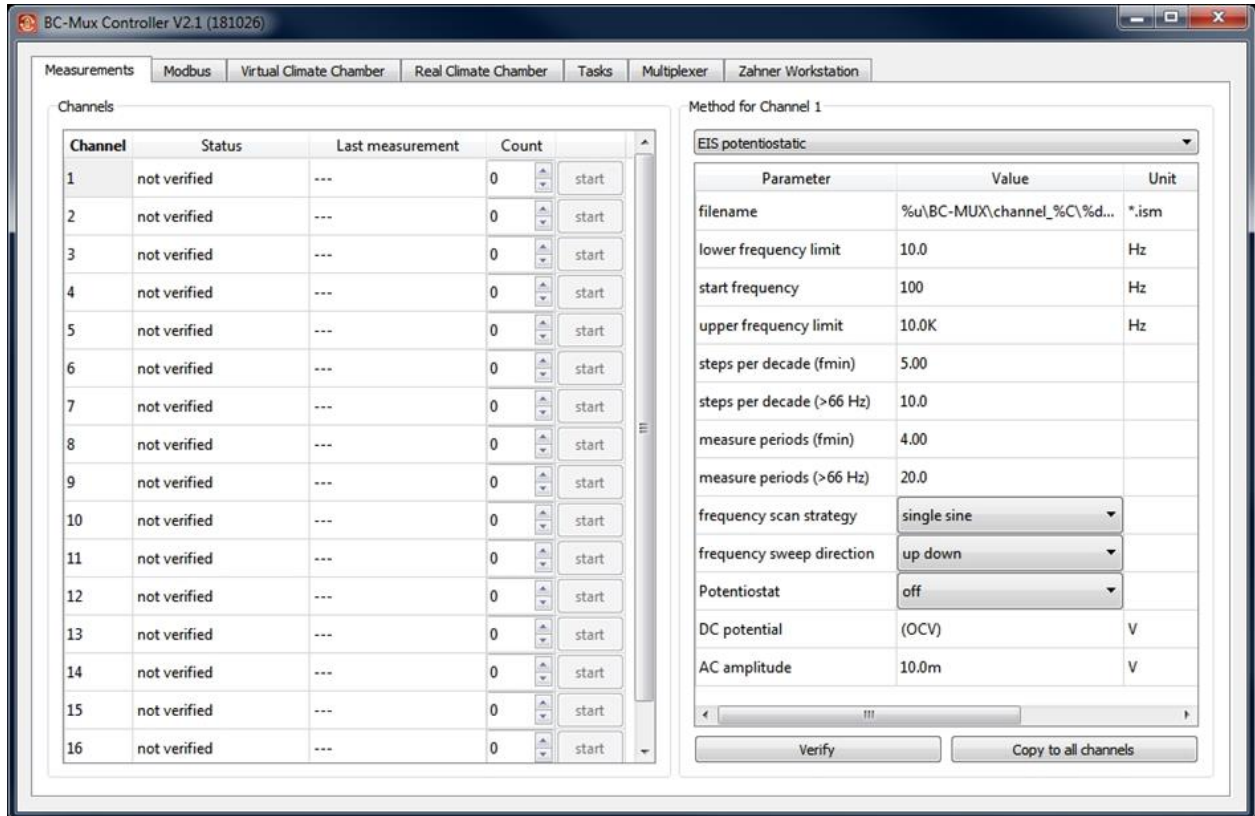 BC-Mux Controller V2.1 (181026)
Measurements Modbus Virtual Climate Chamber Real Climate Chamber Tasks Multiplexer Zahner Workstation
Channels
Channel Status Last measurement Count
1 not verified --- 0 start
2 not verified --- 0 start
3 not verified --- 0 start
4 not verified --- 0 start
5 not verified --- 0 start
6 not verified --- 0 start
7 not verified --- 0 start
8 not verified --- 0 start
9 not verified --- 0 start
10 not verified --- 0 start
11 not verified --- 0 start
12 not verified --- 0 start
13 not verified --- 0 start
14 not verified --- 0 start
15 not verified --- 0 start
16 not verified --- 0 start
Method for Channel 1
EIS potentiostatic
Parameter Value Unit
filename %u\BC-MUX\channel_%C\%d... *.ism
lower frequency limit 10.0 Hz
start frequency 100 Hz
upper frequency limit 10.0K Hz
steps per decade (fmin) 5.00
steps per decade (>66 Hz) 10.0
measure periods (fmin) 4.00
measure periods (>66 Hz) 20.0
frequency scan strategy single sine
frequency sweep direction up down
Potentiostat off
DC potential (OCV) V
AC amplitude 10.0m V
Verify Copy to all channels